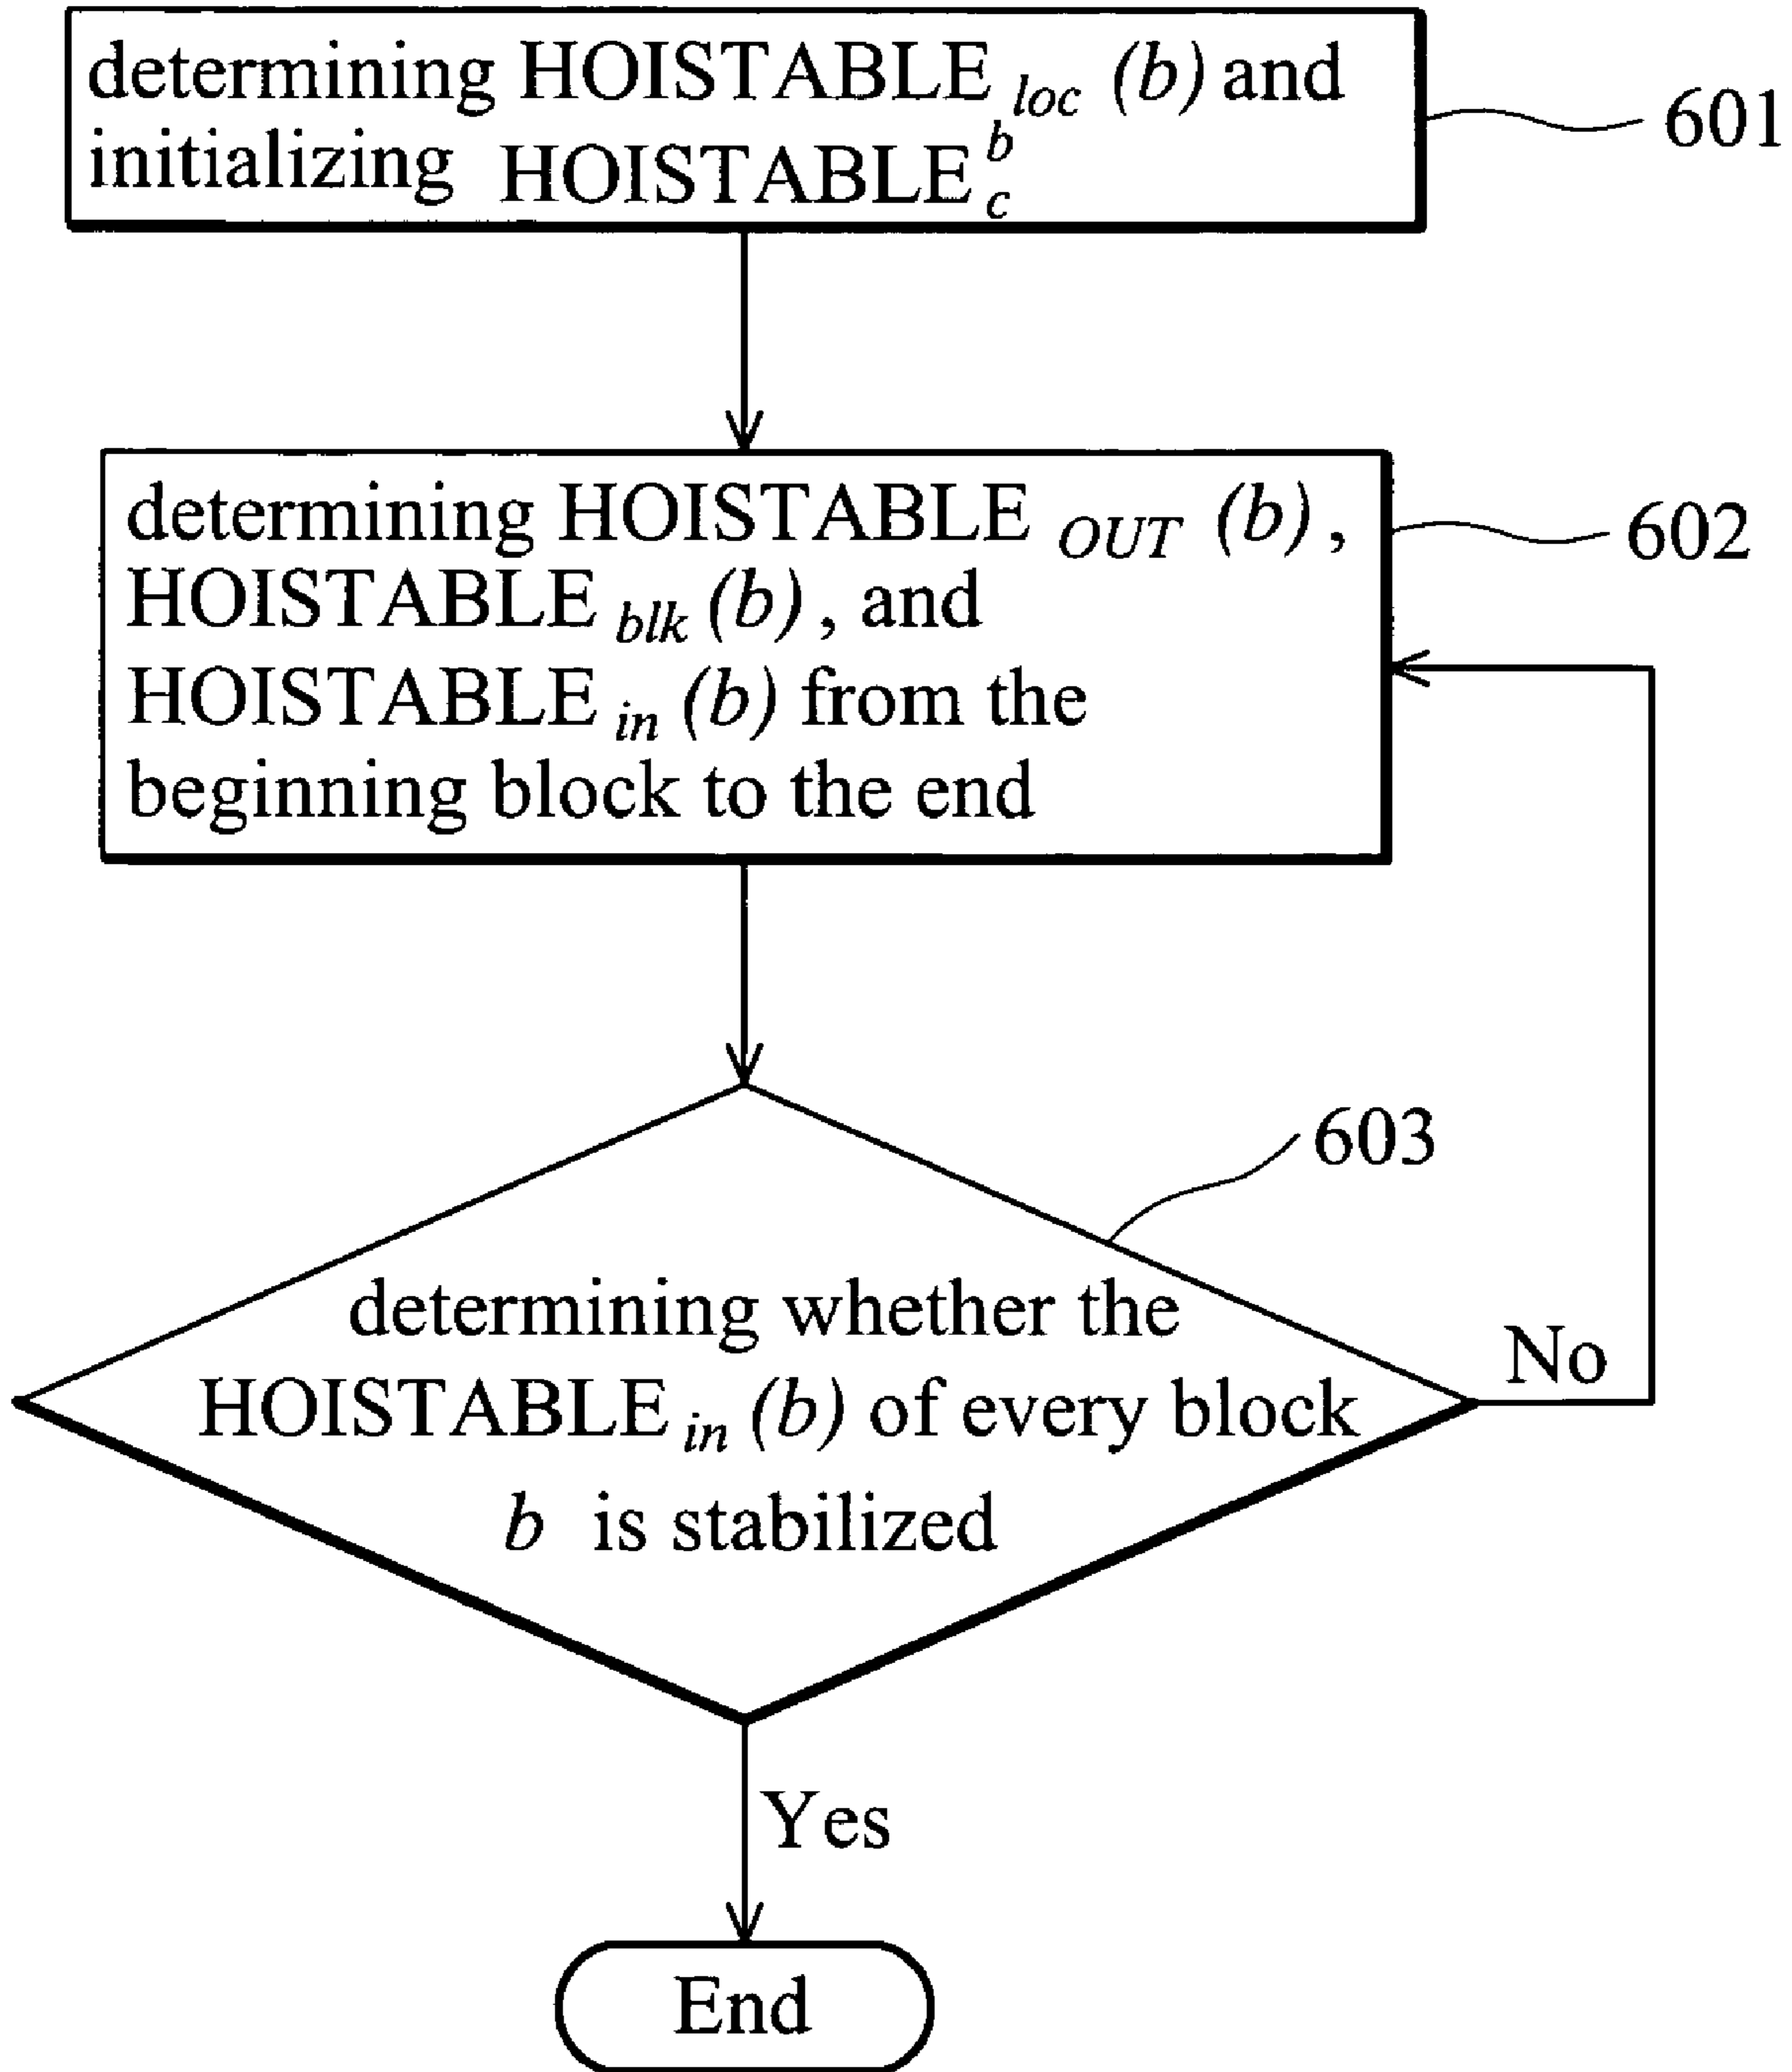 determining HOISTABLE loc (b) and
initializing HOISTABLE b c
601
determining HOISTABLE OUT (b),
HOISTABLE blk (b), and
HOISTABLE in (b) from the
beginning block to the end
602
603
determining whether the
HOISTABLE in (b) of every block
b is stabilized
No
Yes
End